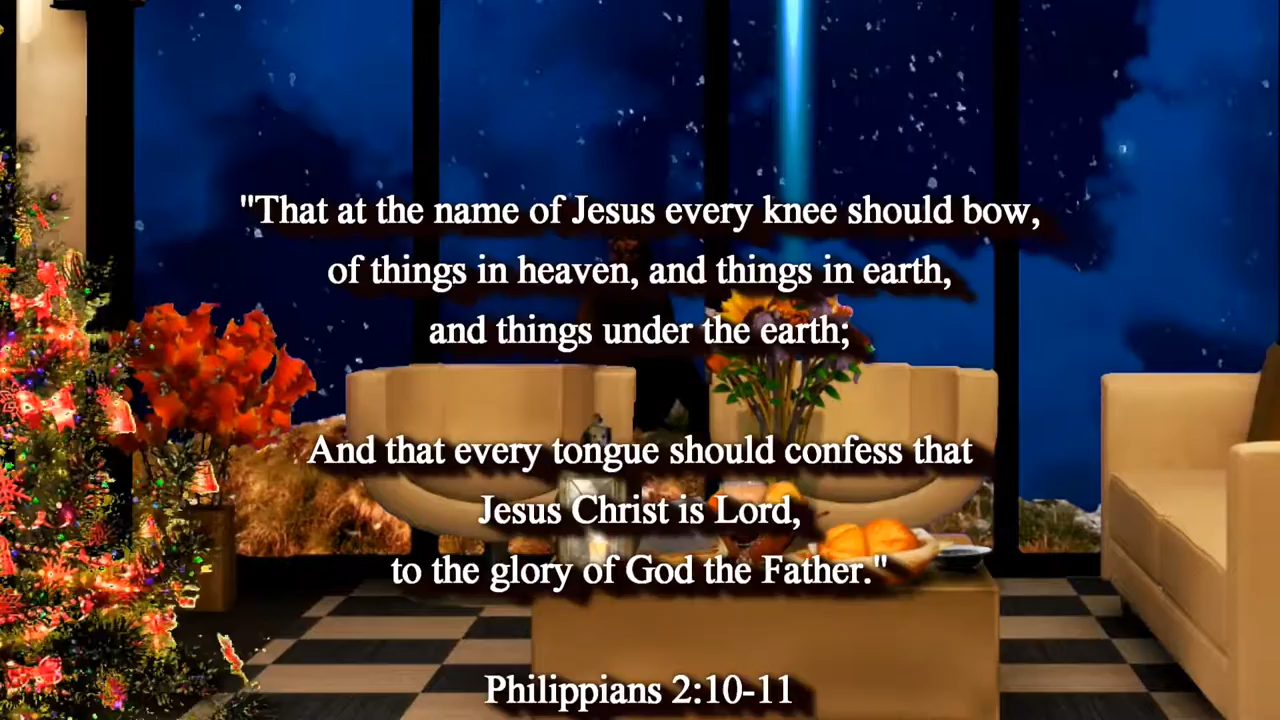 "That at the name of Jesus every knee should bow,
of things in heaven, and things in earth,
and things under the earth;
And that every tongue should confess that
Jesus Christ is Lord,
to the glory of God the Father."
Philippians 2:10-11